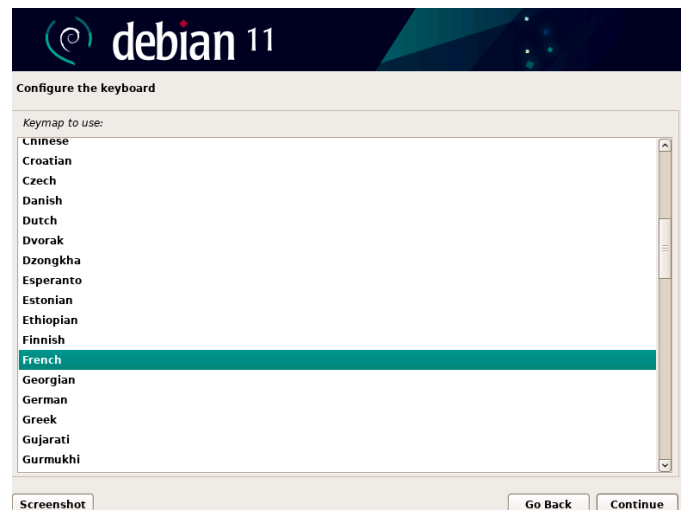 debian 11
Configure the keyboard
Keymap to use:
Chinese
Croatian
Czech
Danish
Dutch
Dvorak
Dzongkha
Esperanto
Estonian
Ethiopian
Finnish
French
Georgian
German
Greek
Gujarati
Gurmukhi
Screenshot Go Back Continue